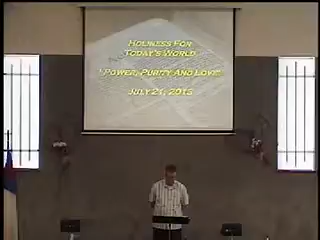 Holiness For
Today's World
"Power, Purity And Love"
July 21, 2013